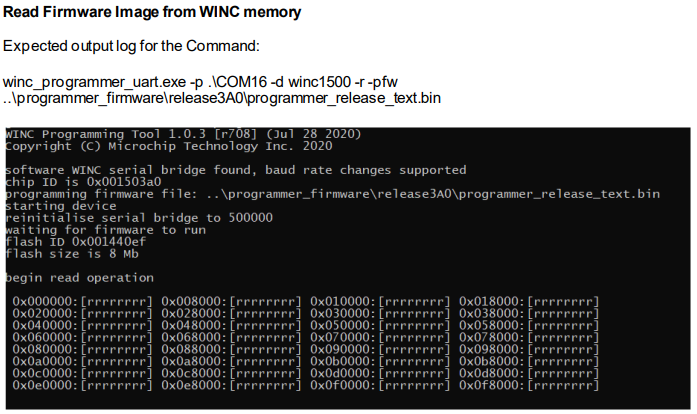 Read Firmware Image from WINC memory
Expected output log for the Command:
winc_programmer_uart.exe -p .\COM16 -d winc1500 -r -pfw
..\programmer_firmware\release3A0\programmer_release_text.bin
WINC Programming Tool 1.0.3 [r708] (Jul 28 2020)
Copyright (C) Microchip Technology Inc. 2020
software WINC serial bridge found, baud rate changes supported
chip ID is 0x001503a0
programming firmware file: ..\programmer_firmware\release3A0\programmer_release_text.bin
starting device
reinitialise serial bridge to 500000
waiting for firmware to run
flash ID 0x001440ef
flash size is 8 Mb
begin read operation
0x000000:[rrrrrrrr] 0x008000:[rrrrrrrr] 0x010000:[rrrrrrrr] 0x018000:[rrrrrrrr]
0x020000:[rrrrrrrr] 0x028000:[rrrrrrrr] 0x030000:[rrrrrrrr] 0x038000:[rrrrrrrr]
0x040000:[rrrrrrrr] 0x048000:[rrrrrrrr] 0x050000:[rrrrrrrr] 0x058000:[rrrrrrrr]
0x060000:[rrrrrrrr] 0x068000:[rrrrrrrr] 0x070000:[rrrrrrrr] 0x078000:[rrrrrrrr]
0x080000:[rrrrrrrr] 0x088000:[rrrrrrrr] 0x090000:[rrrrrrrr] 0x098000:[rrrrrrrr]
0x0a0000:[rrrrrrrr] 0x0a8000:[rrrrrrrr] 0x0b0000:[rrrrrrrr] 0x0b8000:[rrrrrrrr]
0x0c0000:[rrrrrrrr] 0x0c8000:[rrrrrrrr] 0x0d0000:[rrrrrrrr] 0x0d8000:[rrrrrrrr]
0x0e0000:[rrrrrrrr] 0x0e8000:[rrrrrrrr] 0x0f0000:[rrrrrrrr] 0x0f8000:[rrrrrrrr]